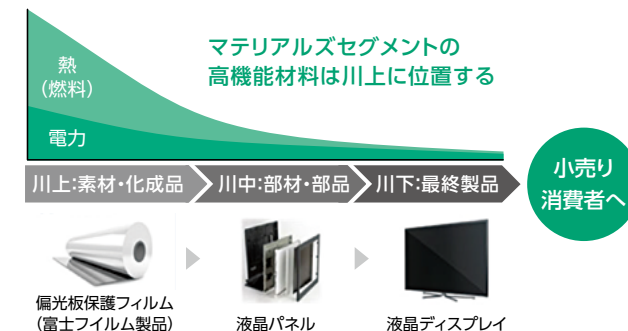 マテリアルズセグメントの
高機能材料は川上に位置する
熱
(燃料)
電力
川上:素材・化成品
川中:部材・部品
川下:最終製品
小売り
消費者へ
偏光板保護フィルム
(富士フイルム製品)
液晶パネル
液晶ディスプレイ